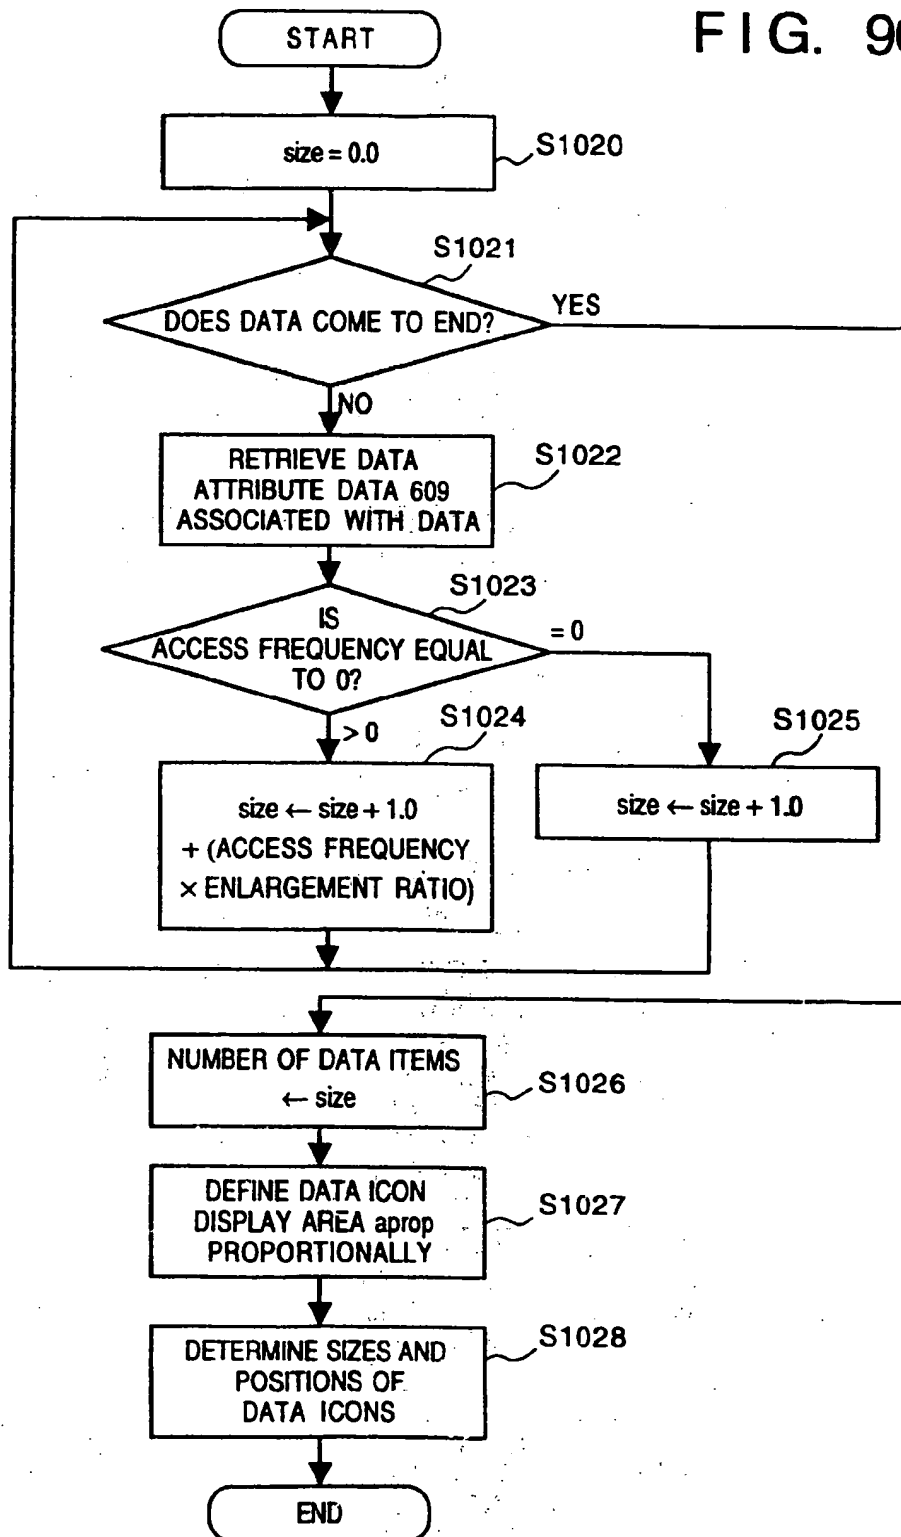 START
FIG. 90
size = 0.0
S1020
S1021
DOES DATA COME TO END?
YES
NO
RETRIEVE DATA
ATTRIBUTE DATA 609
ASSOCIATED WITH DATA
S1022
S1023
IS
ACCESS FREQUENCY EQUAL
TO 0?
= 0
> 0
S1024
size ← size + 1.0
+ (ACCESS FREQUENCY
× ENLARGEMENT RATIO)
S1025
size ← size + 1.0
NUMBER OF DATA ITEMS
← size
S1026
DEFINE DATA ICON
DISPLAY AREA aprop
PROPORTIONALLY
S1027
DETERMINE SIZES AND
POSITIONS OF
DATA ICONS
S1028
END